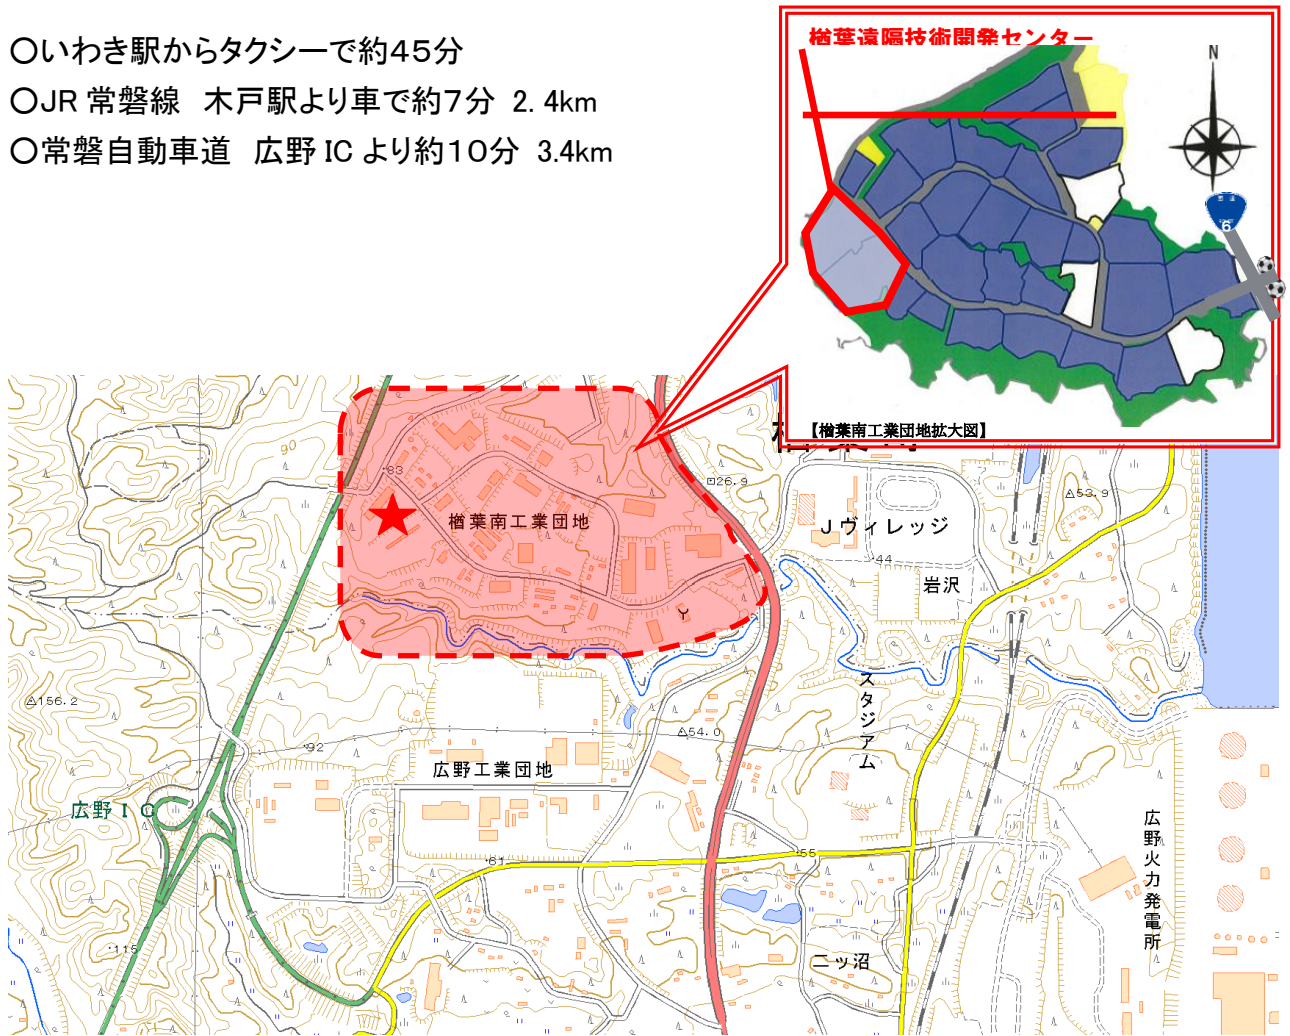 ○いわき駅からタクシーで約45分
○JR 常磐線 木戸駅より車で約7分 2.4km
○常磐自動車道 広野 IC より約10分 3.4km
楢葉遠隔技術開発センター
N
6
【楢葉南工業団地拡大図】
90
83
26.9
53.9
楢葉南工業団地
Jヴィレッジ
44
岩沢
156.2
スタジアム
54.0
92
広野工業団地
広野IC
広野火力発電所
61
55
115
二ッ沼